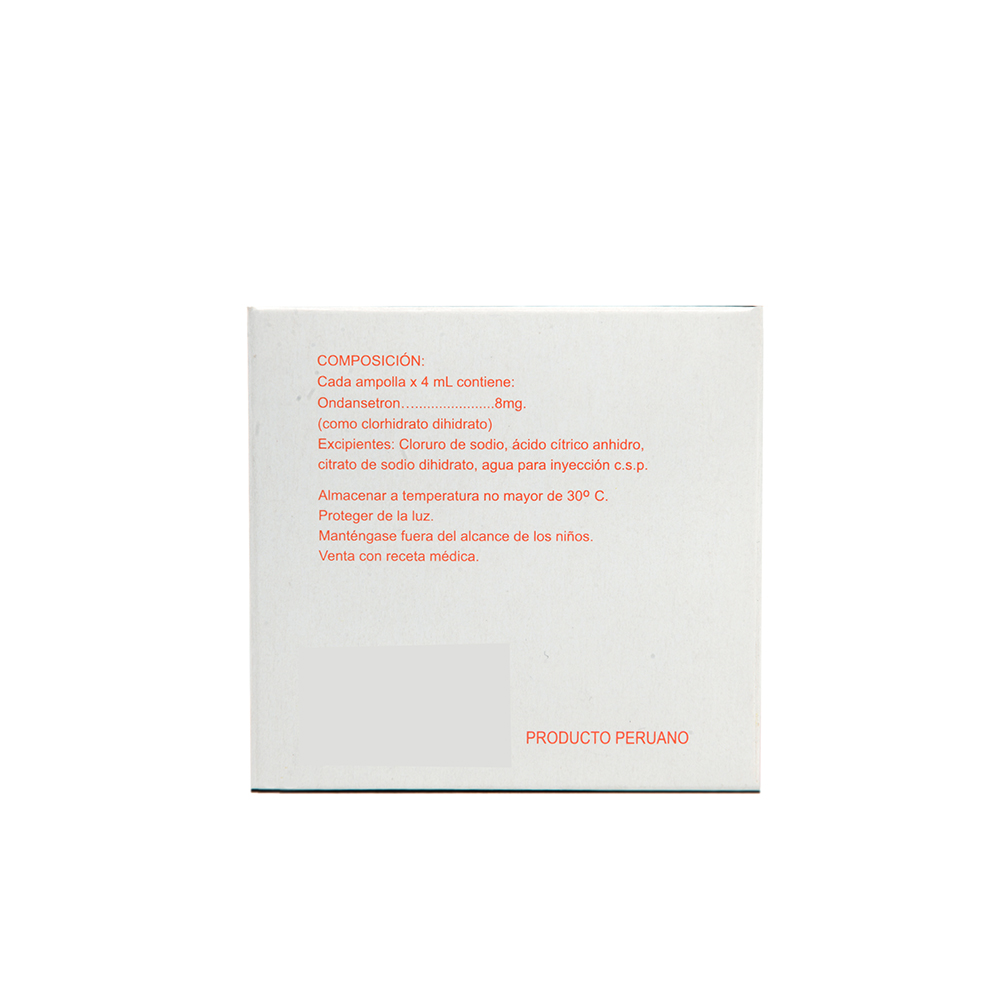 COMPOSICIÓN:
Cada ampolla x 4 mL contiene:
Ondansetron….....................8mg.
(como clorhidrato dihidrato)
Excipientes: Cloruro de sodio, ácido cítrico anhidro,
citrato de sodio dihidrato, agua para inyección c.s.p.
Almacenar a temperatura no mayor de 30º C.
Proteger de la luz.
Manténgase fuera del alcance de los niños.
Venta con receta médica.
PRODUCTO PERUANO